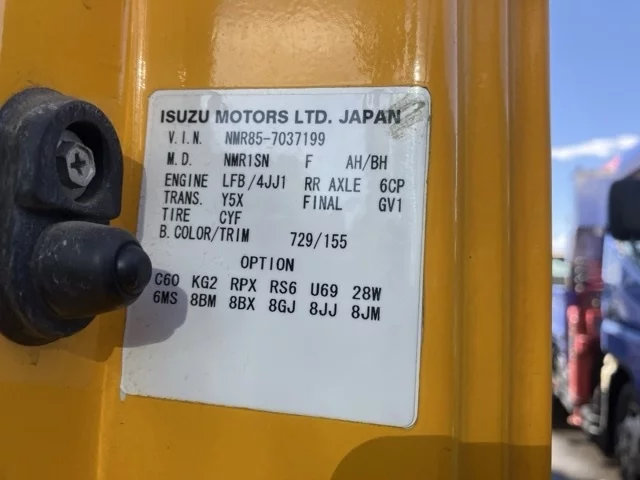 ISUZU MOTORS LTD. JAPAN
V.I.N. NMR85-7037199
M.D. NMR1SN F AH/BH
ENGINE LFB/4JJ1 RR AXLE 6CP
TRANS. Y5X FINAL GV1
TIRE CYF
B.COLOR/TRIM 729/155
OPTION
C60 KG2 RPX RS6 U69 28W
6MS 8BM 8BX 8GJ 8JJ 8JM